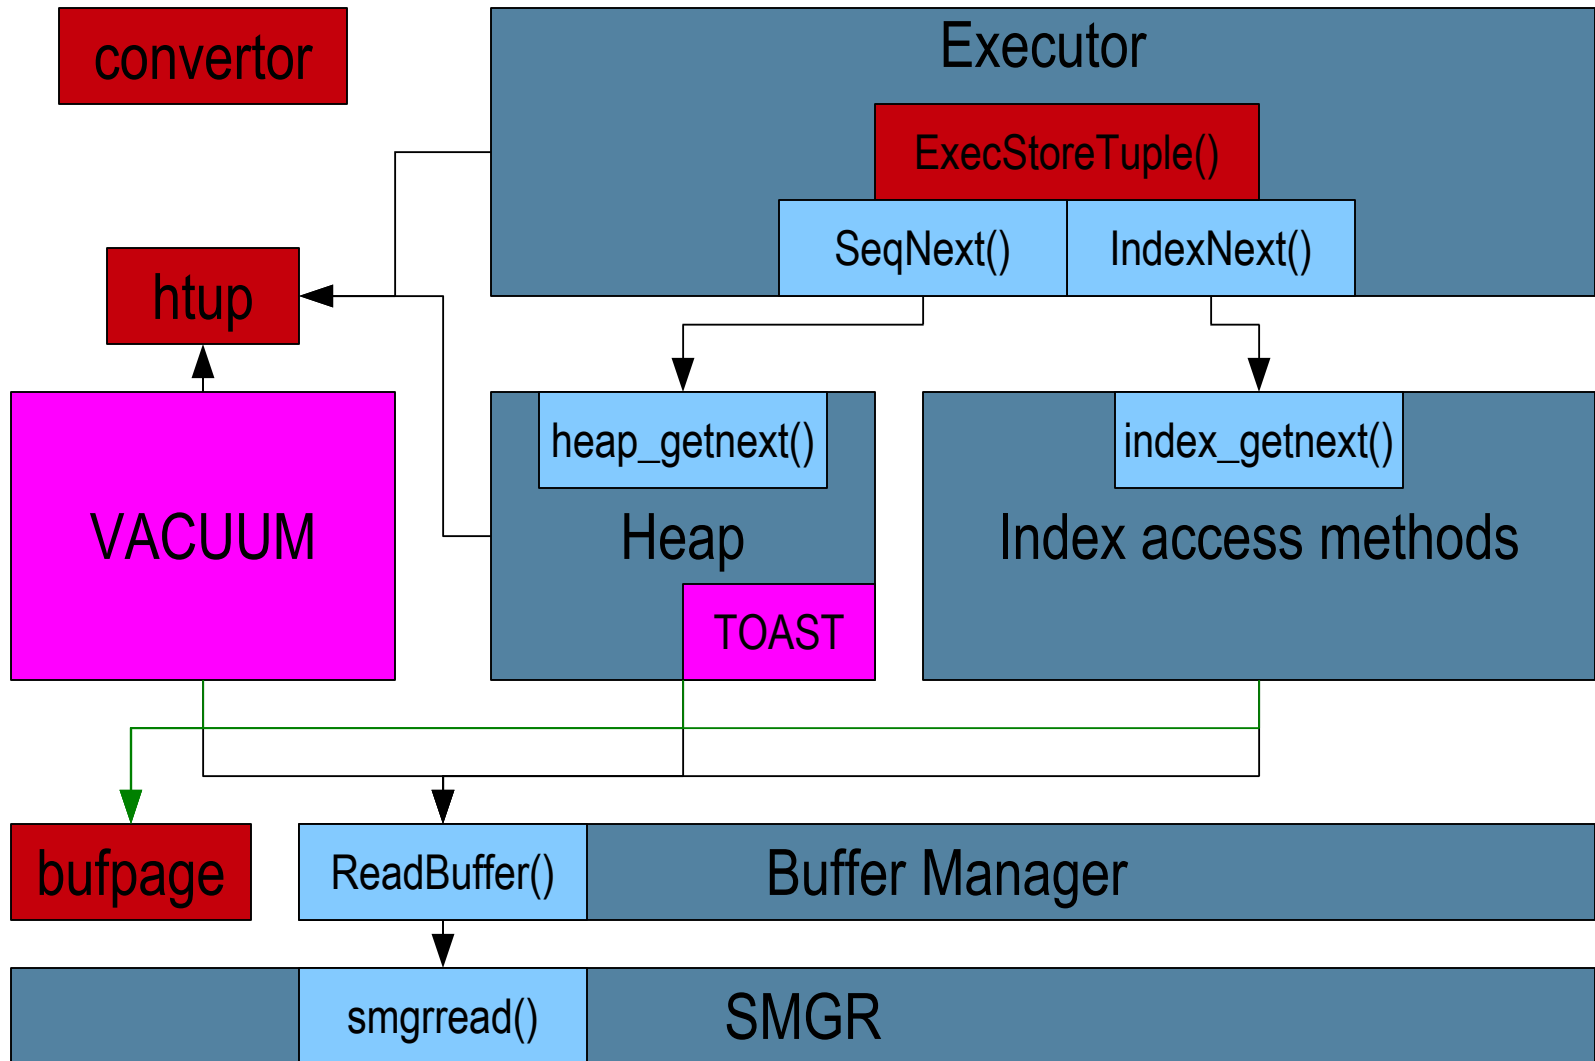 convertor
Executor
ExecStoreTuple()
SeqNext()
IndexNext()
htup
heap_getnext()
index_getnext()
VACUUM
Heap
Index access methods
TOAST
bufpage
ReadBuffer()
Buffer Manager
smgrread()
SMGR